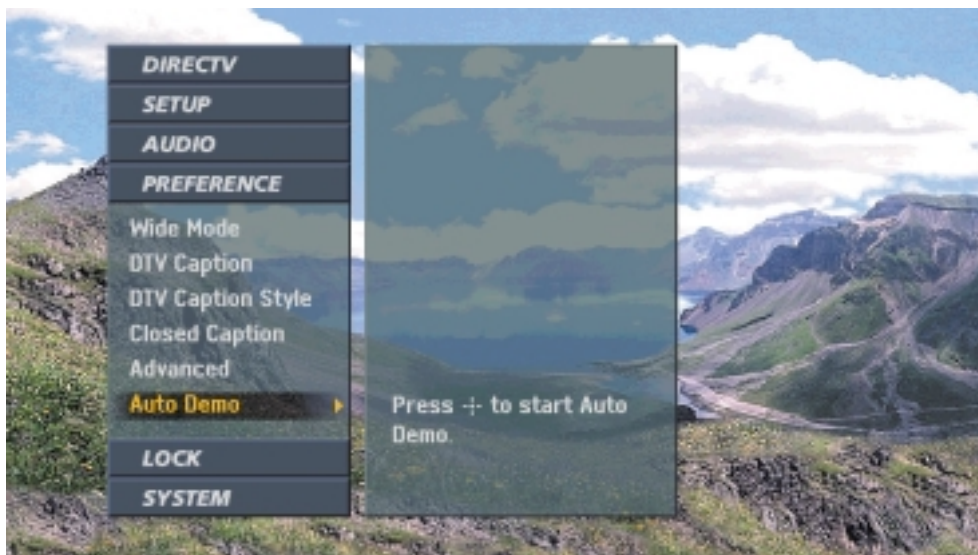 DIRECTV
SETUP
AUDIO
PREFERENCE
Wide Mode
DTV Caption
DTV Caption Style
Closed Caption
Advanced
Auto Demo
Press -¦- to start Auto
Demo.
LOCK
SYSTEM